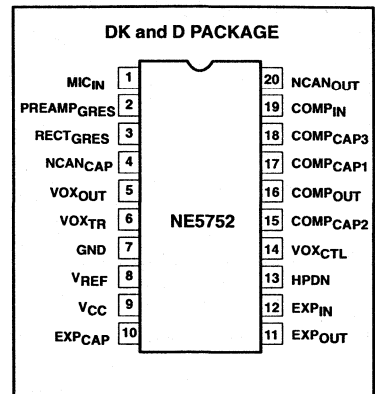 DK and D PACKAGE
MICIN 1 20 NCANOUT
PREAMPGRES 2 19 COMPIN
RECTGRES 3 18 COMPCAP3
NCANCAP 4 17 COMPCAP1
VOXOUT 5 16 COMPOUT
VOXTR 6 NE5752 15 COMPCAP2
GND 7 14 VOXCTL
VREF 8 13 HPDN
VCC 9 12 EXPIN
EXPCAP 10 11 EXPOUT